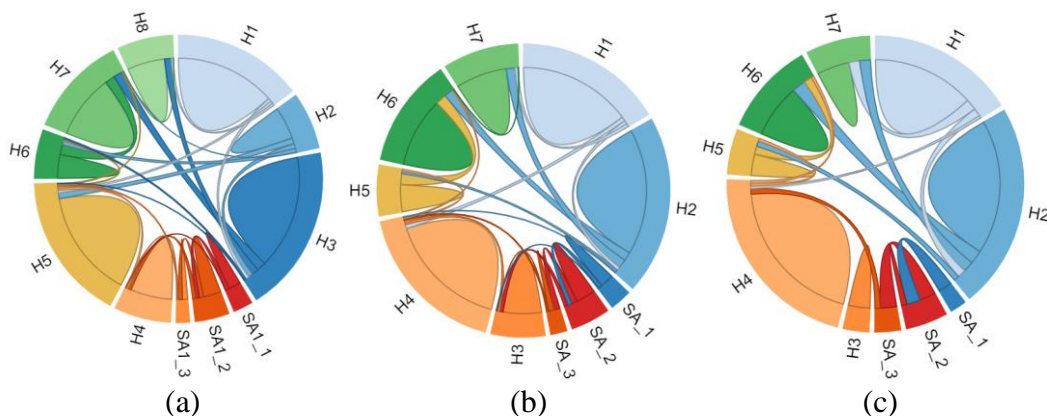 H8
H1
H7
H2
H6
H3
H5
H4
SA1_3
SA1_2
SA1_1
(a)
H7
H1
H6
H5
H2
H4
H3
SA_3
SA_2
SA_1
(b)
H7
H1
H6
H5
H2
H4
H3
SA_3
SA_2
SA_1
(c)